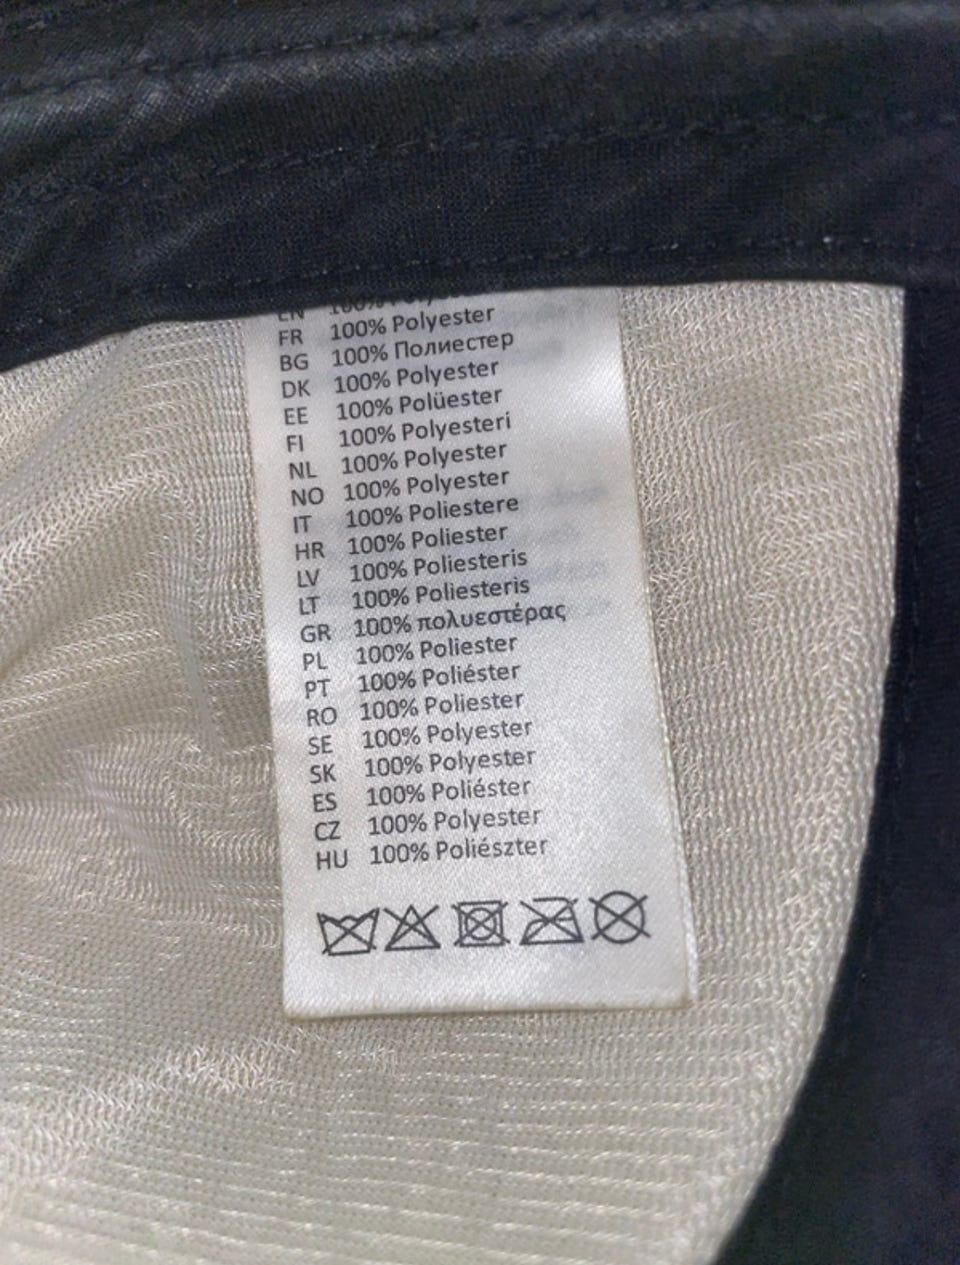 EN 100% Polyester
FR 100% Polyester
BG 100% Полиестер
DK 100% Polyester
EE 100% Polüester
FI 100% Polyesteri
NL 100% Polyester
NO 100% Polyester
IT 100% Poliestere
HR 100% Poliester
LV 100% Poliesteris
LT 100% Poliesteris
GR 100% πολυεστέρας
PL 100% Poliester
PT 100% Poliéster
RO 100% Poliester
SE 100% Polyester
SK 100% Polyester
ES 100% Poliéster
CZ 100% Polyester
HU 100% Poliészter